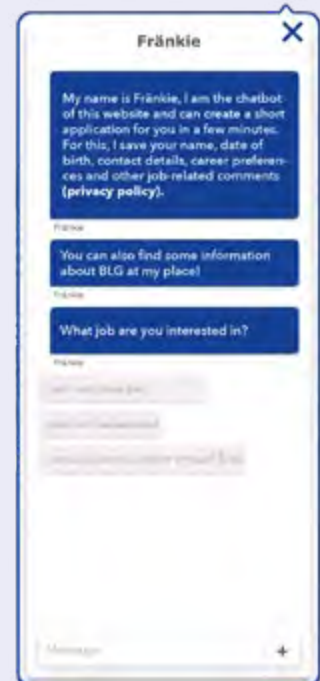 Fränkie
My name is Fränkie, I am the chatbot
of this website and can create a short
application for you in a few minutes.
For this, I save your name, date of
birth, contact details, career preferen-
ces and other job-related comments
(privacy policy).
Fränkie
You can also find some information
about BLG at my place!
Fränkie
What job are you interested in?
Fränkie
Message
+